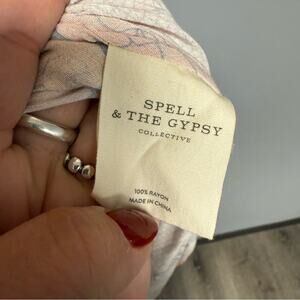 SPELL
& THE GYPSY
COLLECTIVE
100% RAYON
MADE IN CHINA